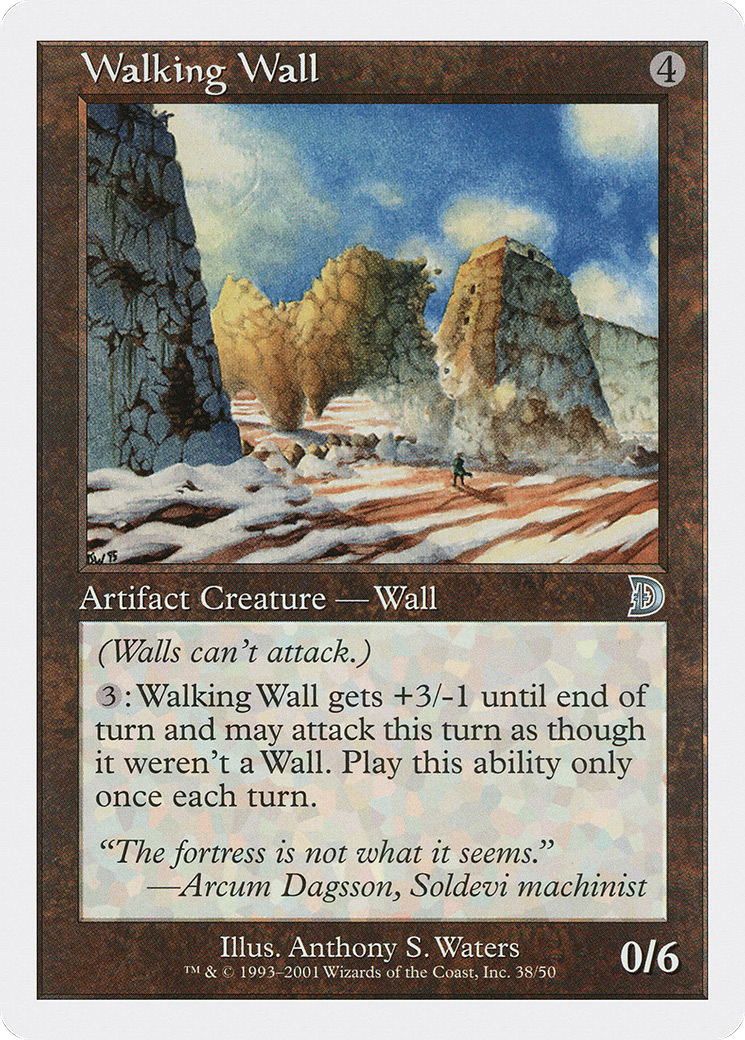 Walking Wall
4
DW 95
Artifact Creature — Wall
D
(Walls can't attack.)
3: Walking Wall gets +3/-1 until end of
turn and may attack this turn as though
it weren't a Wall. Play this ability only
once each turn.
“The fortress is not what it seems.”
—Arcum Dagsson, Soldevi machinist
Illus. Anthony S. Waters
0/6
™ & © 1993–2001 Wizards of the Coast, Inc. 38/50